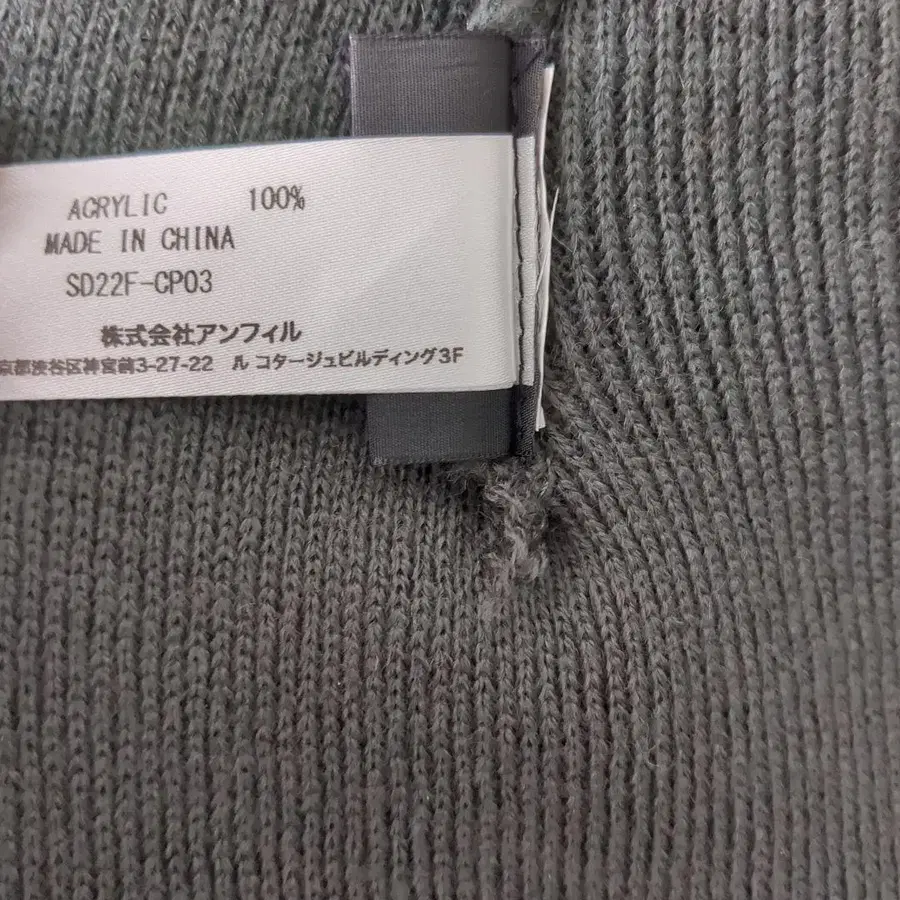 ACRYLIC 100%
MADE IN CHINA
SD22F-CP03
株式会社アンフィル
京都渋谷区神宮前3-27-22 ル コタージュビルディング3F